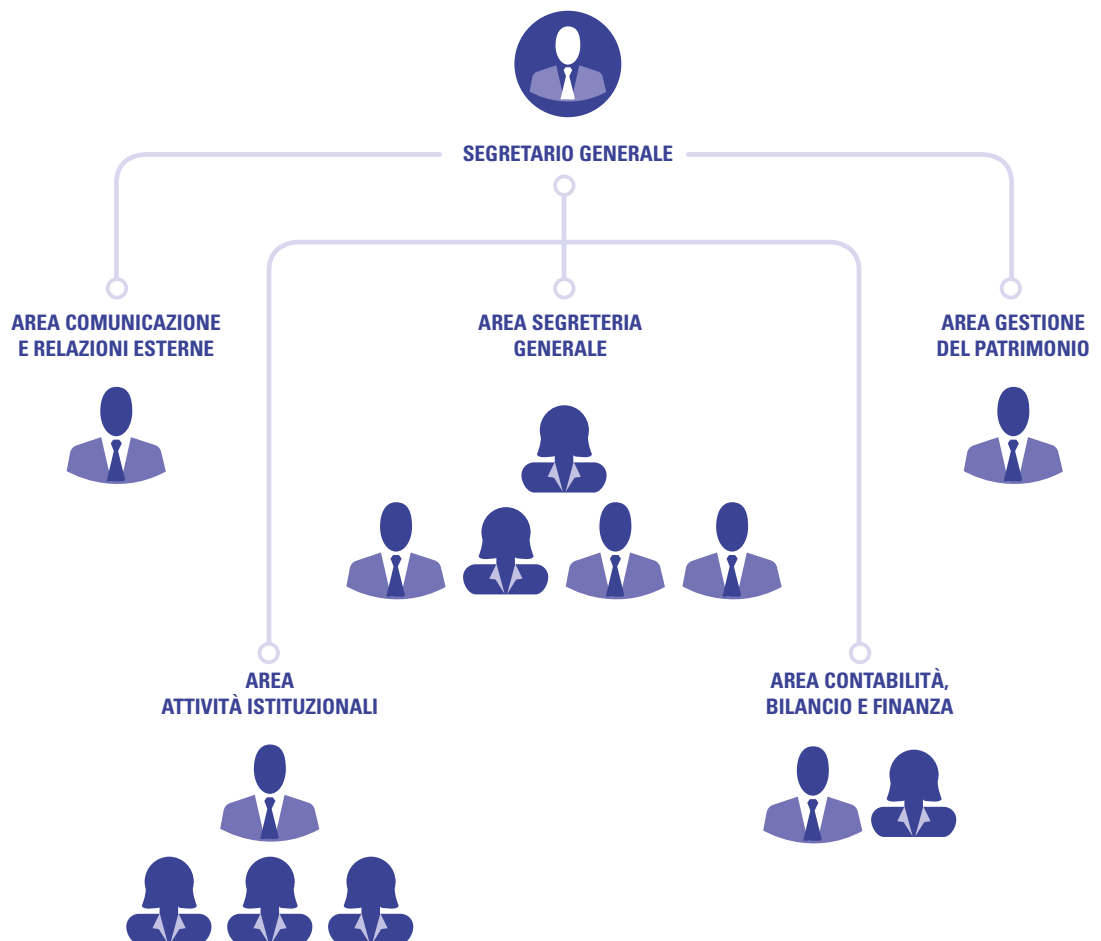 SEGRETARIO GENERALE
AREA COMUNICAZIONE
E RELAZIONI ESTERNE
AREA SEGRETERIA
GENERALE
AREA GESTIONE
DEL PATRIMONIO
AREA
ATTIVITÀ ISTITUZIONALI
AREA CONTABILITÀ,
BILANCIO E FINANZA